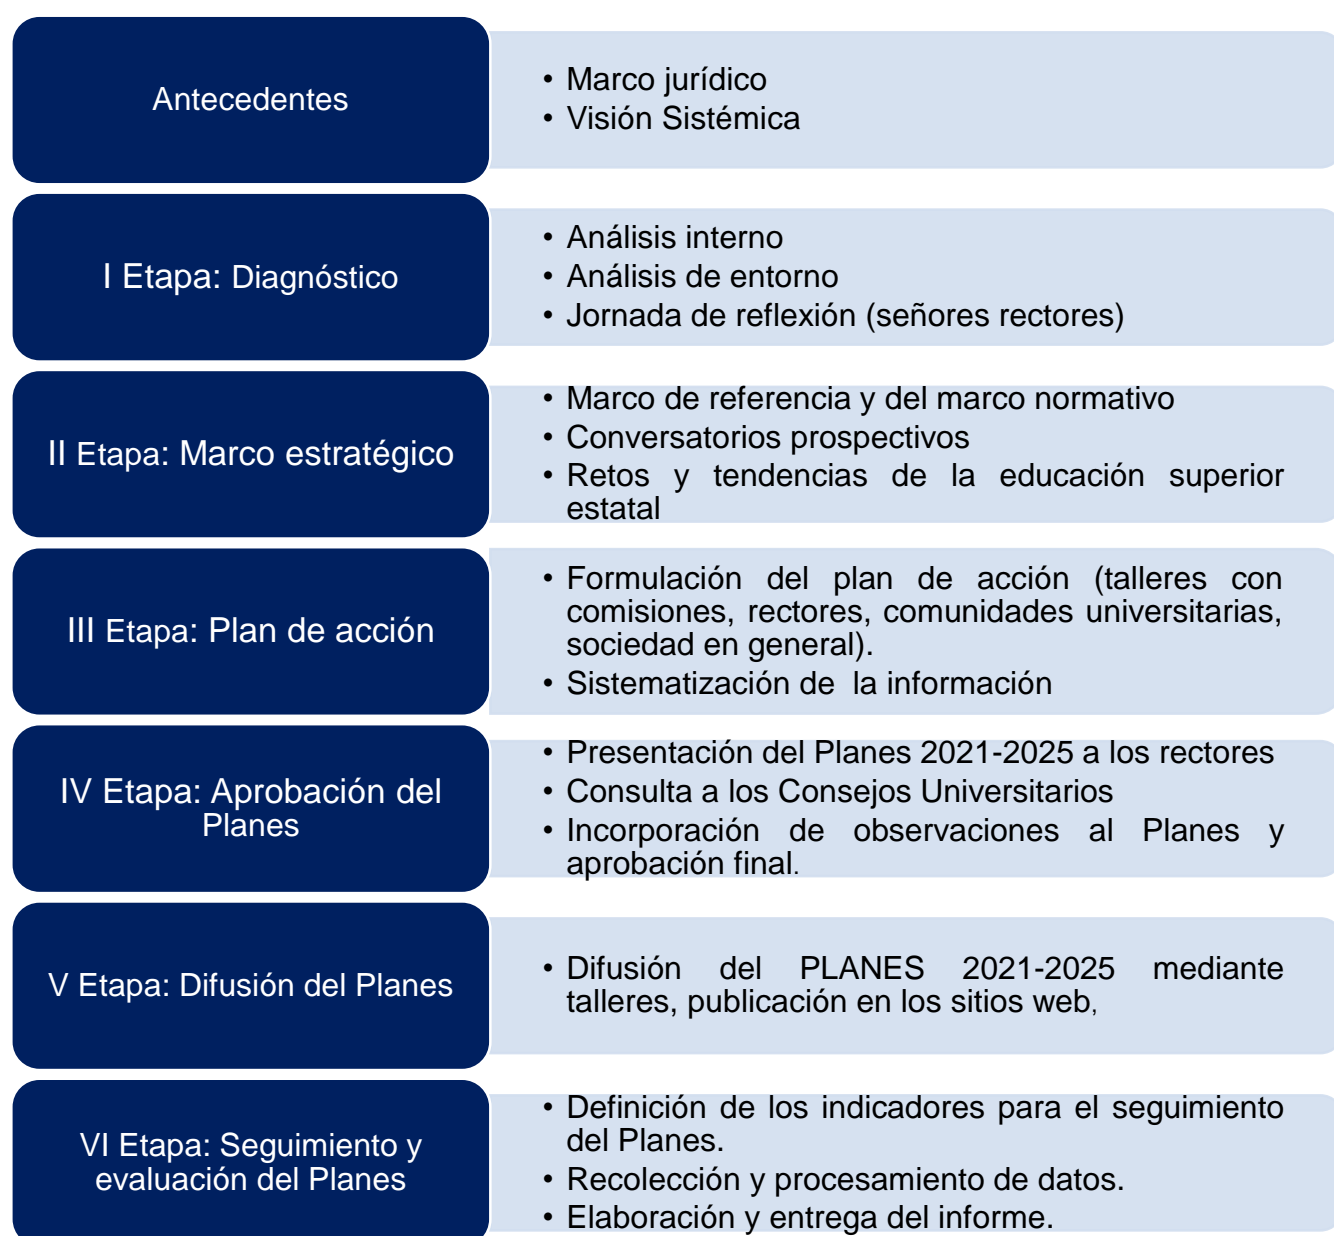 Antecedentes
• Marco jurídico
• Visión Sistémica
I Etapa: Diagnóstico
• Análisis interno
• Análisis de entorno
• Jornada de reflexión (señores rectores)
II Etapa: Marco estratégico
• Marco de referencia y del marco normativo
• Conversatorios prospectivos
• Retos y tendencias de la educación superior
estatal
III Etapa: Plan de acción
• Formulación del plan de acción (talleres con
comisiones, rectores, comunidades universitarias,
sociedad en general).
• Sistematización de la información
IV Etapa: Aprobación del
Planes
• Presentación del Planes 2021-2025 a los rectores
• Consulta a los Consejos Universitarios
• Incorporación de observaciones al Planes y
aprobación final.
V Etapa: Difusión del Planes
• Difusión del PLANES 2021-2025 mediante
talleres, publicación en los sitios web,
VI Etapa: Seguimiento y
evaluación del Planes
• Definición de los indicadores para el seguimiento
del Planes.
• Recolección y procesamiento de datos.
• Elaboración y entrega del informe.